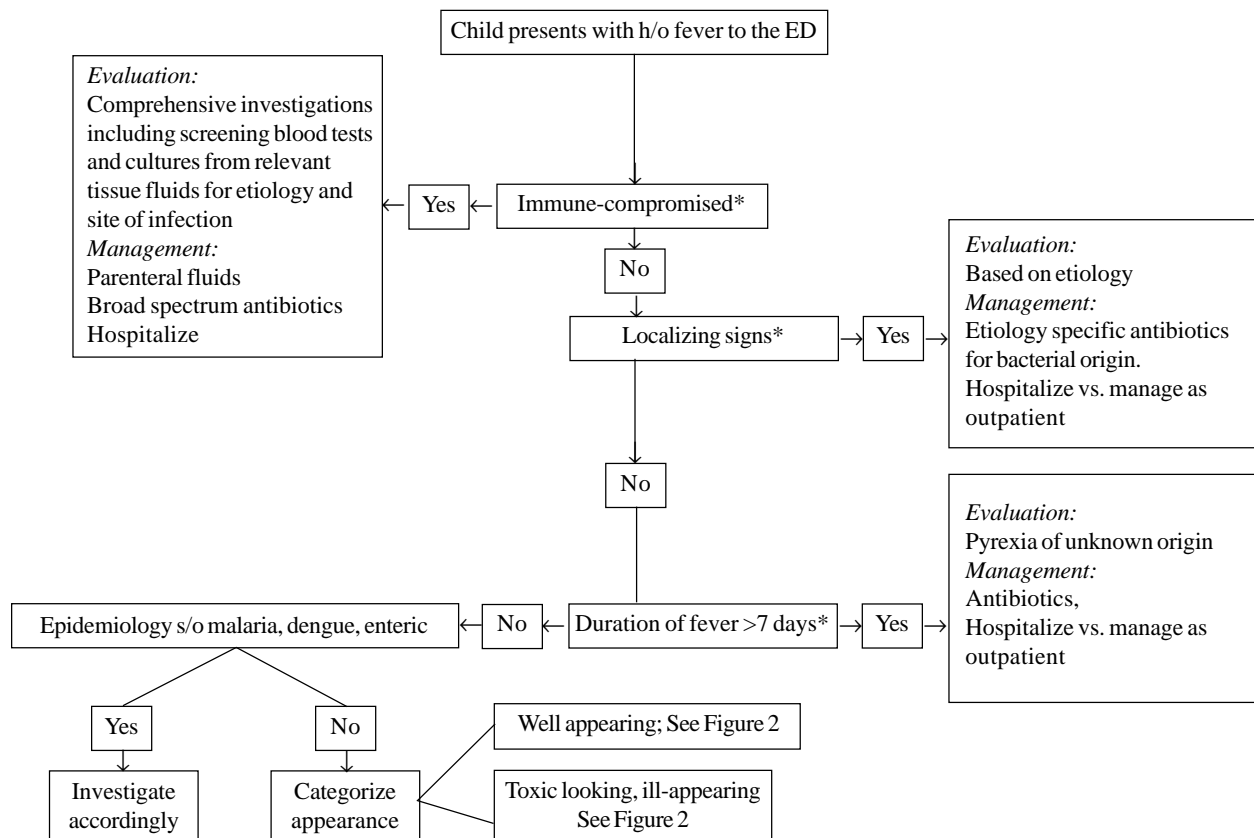 Child presents with h/o fever to the ED
Evaluation:
Comprehensive investigations
including screening blood tests
and cultures from relevant
tissue fluids for etiology and
site of infection
Management:
Parenteral fluids
Broad spectrum antibiotics
Hospitalize
Yes
Immune-compromised*
No
Localizing signs*
Yes
Evaluation:
Based on etiology
Management:
Etiology specific antibiotics
for bacterial origin.
Hospitalize vs. manage as
outpatient
No
Duration of fever >7 days*
Yes
Evaluation:
Pyrexia of unknown origin
Management:
Antibiotics,
Hospitalize vs. manage as
outpatient
No
Epidemiology s/o malaria, dengue, enteric
Yes
No
Investigate
accordingly
Categorize
appearance
Well appearing; See Figure 2
Toxic looking, ill-appearing
See Figure 2